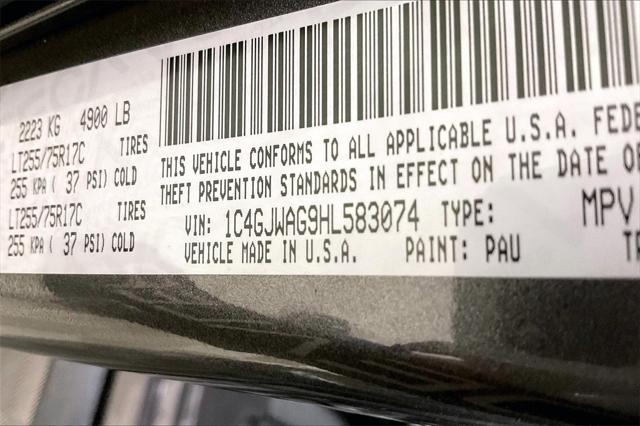 2223 KG 4900 LB
LT255/75R17C TIRES
255 KPA ( 37 PSI) COLD
LT255/75R17C TIRES
255 KPA ( 37 PSI) COLD
THIS VEHICLE CONFORMS TO ALL APPLICABLE U.S.A. FEDE
THEFT PREVENTION STANDARDS IN EFFECT ON THE DATE O
VIN: 1C4GJWAG9HL583074 TYPE: MPV
VEHICLE MADE IN U.S.A. PAINT: PAU TR